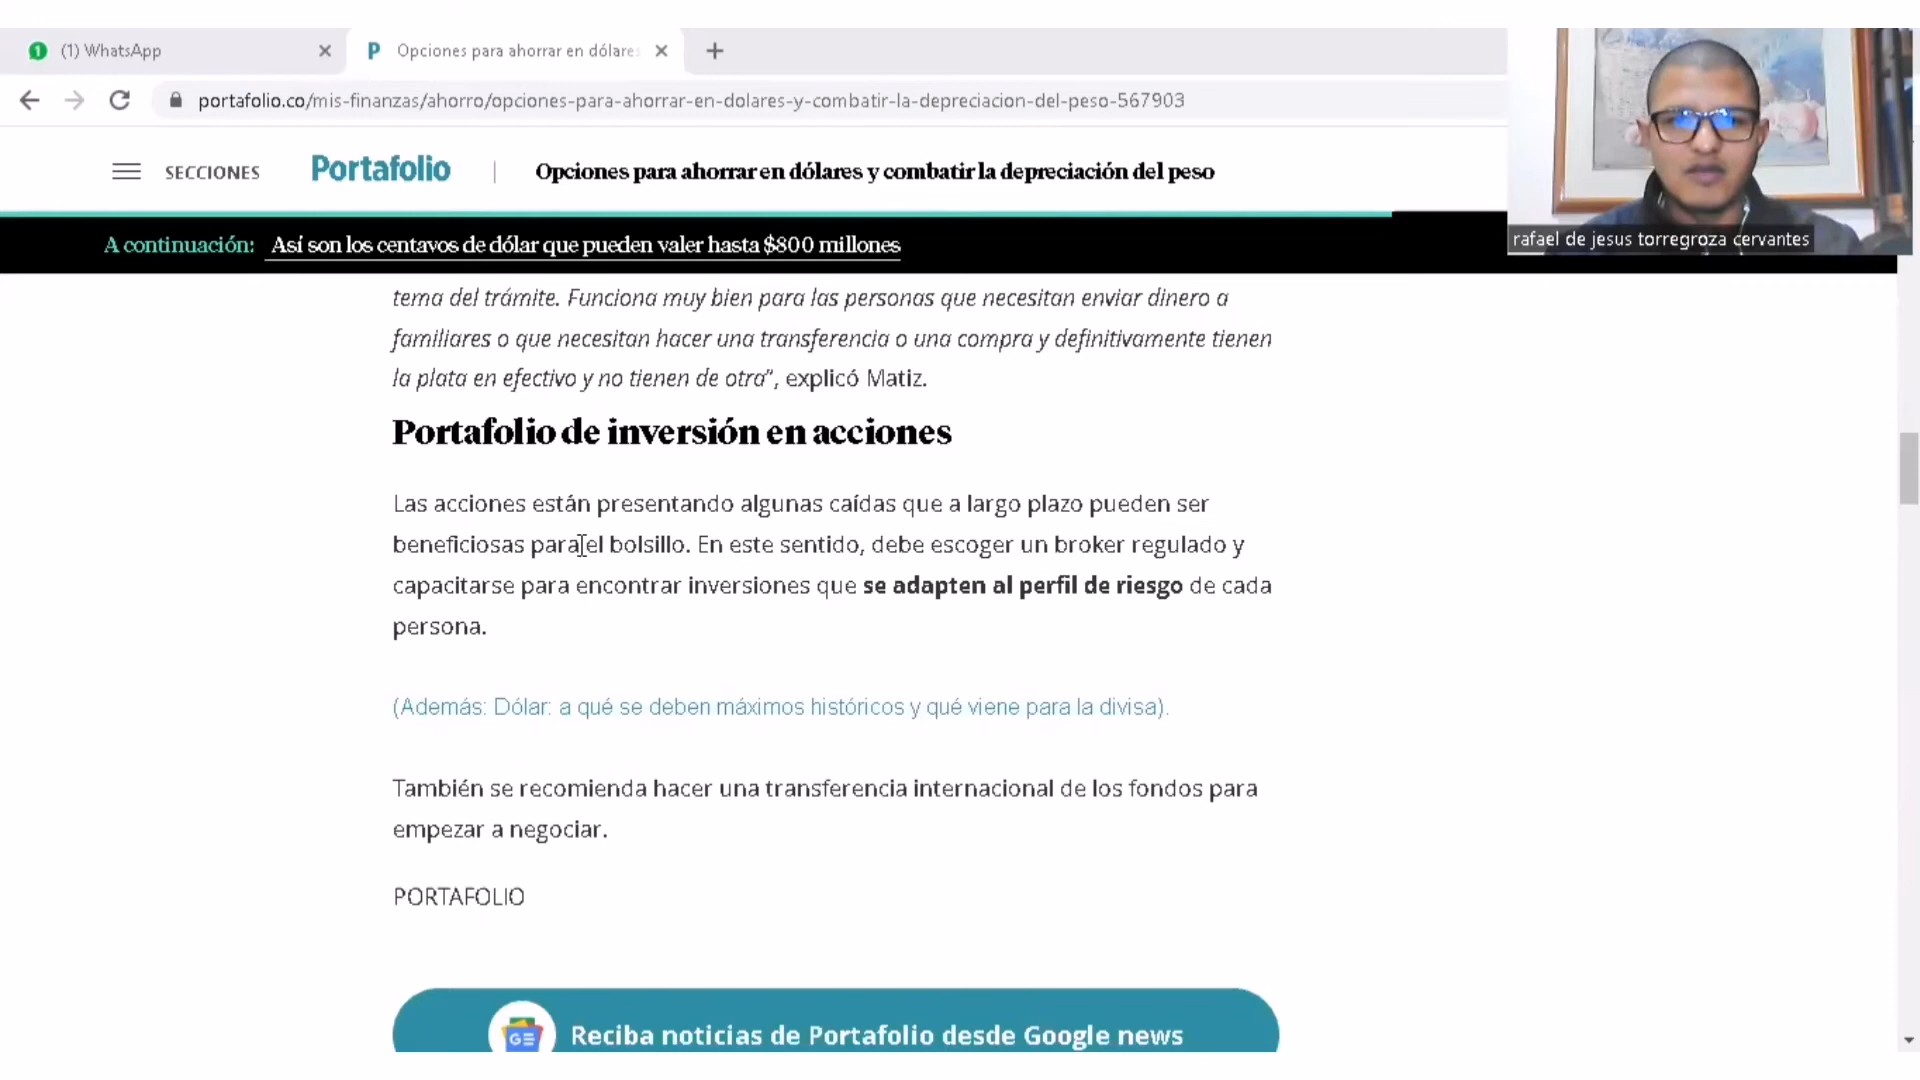 (1) WhatsApp
Opciones para ahorrar en dólares
portafolio.co/mis-finanzas/ahorro/opciones-para-ahorrar-en-dolares-y-combatir-la-depreciacion-del-peso-567903
SECCIONES
Portafolio
Opciones para ahorrar en dólares y combatir la depreciación del peso
A continuación: Así son los centavos de dólar que pueden valer hasta $800 millones
rafael de jesus torregroza cervantes
tema del trámite. Funciona muy bien para las personas que necesitan enviar dinero a
familiares o que necesitan hacer una transferencia o una compra y definitivamente tienen
la plata en efectivo y no tienen de otra”, explicó Matiz.
Portafolio de inversión en acciones
Las acciones están presentando algunas caídas que a largo plazo pueden ser
beneficiosas para el bolsillo. En este sentido, debe escoger un broker regulado y
capacitarse para encontrar inversiones que se adapten al perfil de riesgo de cada
persona.
(Además: Dólar: a qué se deben máximos históricos y qué viene para la divisa).
También se recomienda hacer una transferencia internacional de los fondos para
empezar a negociar.
PORTAFOLIO
Reciba noticias de Portafolio desde Google news